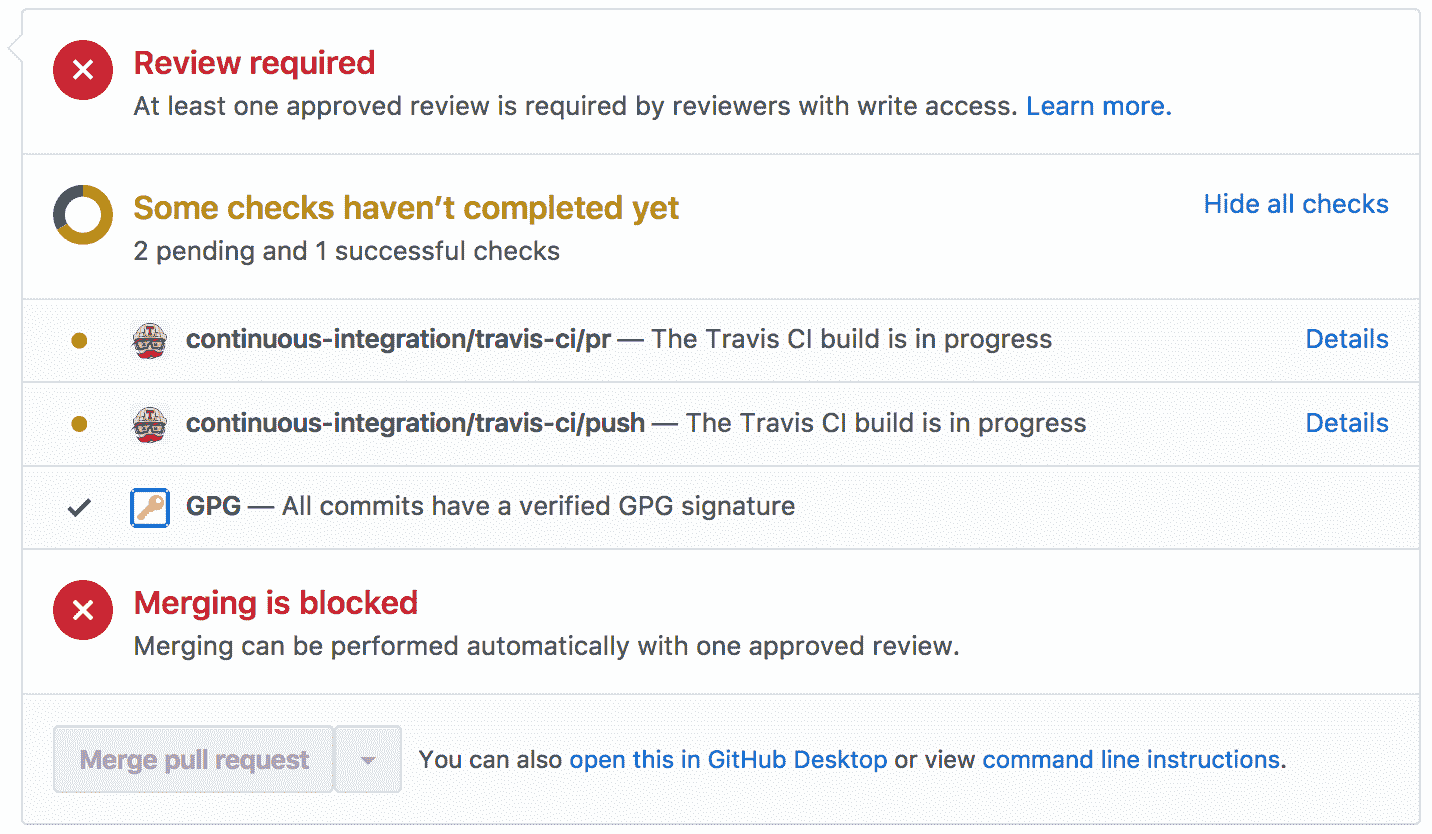 Review required
At least one approved review is required by reviewers with write access. Learn more.
Some checks haven’t completed yet
Hide all checks
2 pending and 1 successful checks
continuous-integration/travis-ci/pr — The Travis CI build is in progress Details
continuous-integration/travis-ci/push — The Travis CI build is in progress Details
GPG — All commits have a verified GPG signature
Merging is blocked
Merging can be performed automatically with one approved review.
Merge pull request You can also open this in GitHub Desktop or view command line instructions.